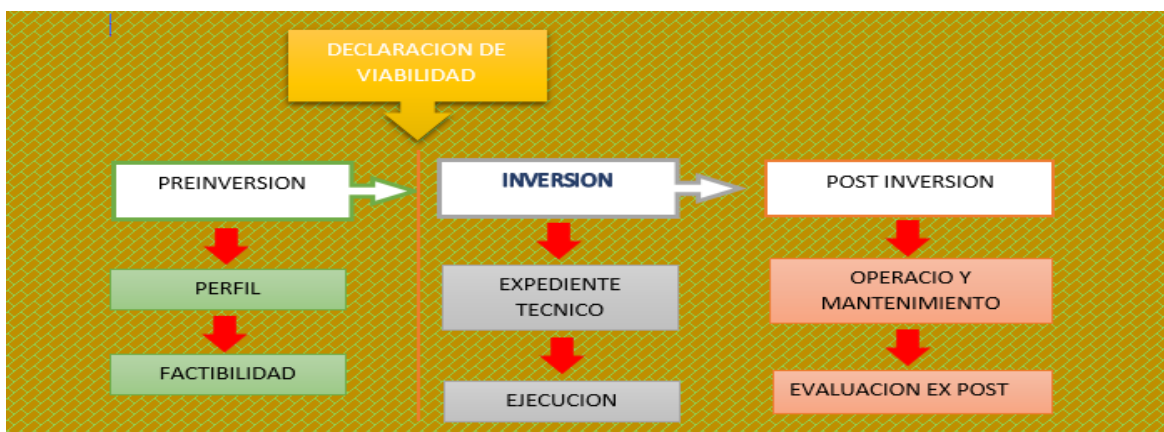 DECLARACION DE
VIABILIDAD
PREINVERSION
INVERSION
POST INVERSION
PERFIL
EXPEDIENTE
TECNICO
OPERACIO Y
MANTENIMIENTO
FACTIBILIDAD
EJECUCION
EVALUACION EX POST